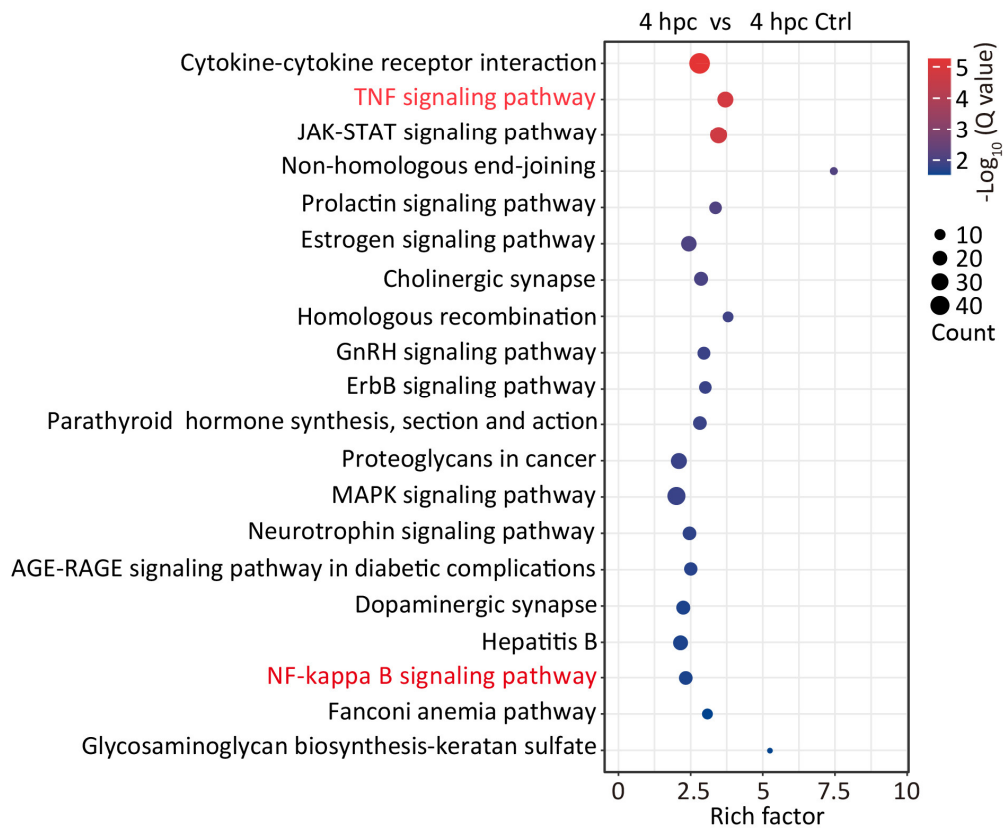 4 hpc vs 4 hpc Ctrl
Cytokine-cytokine receptor interaction
TNF signaling pathway
JAK-STAT signaling pathway
Non-homologous end-joining
Prolactin signaling pathway
Estrogen signaling pathway
Cholinergic synapse
Homologous recombination
GnRH signaling pathway
ErbB signaling pathway
Parathyroid hormone synthesis, section and action
Proteoglycans in cancer
MAPK signaling pathway
Neurotrophin signaling pathway
AGE-RAGE signaling pathway in diabetic complications
Dopaminergic synapse
Hepatitis B
NF-kappa B signaling pathway
Fanconi anemia pathway
Glycosaminoglycan biosynthesis-keratan sulfate
0 2.5 5 7.5 10
Rich factor
5
4
3
2
-Log10 (Q value)
10
20
30
40
Count